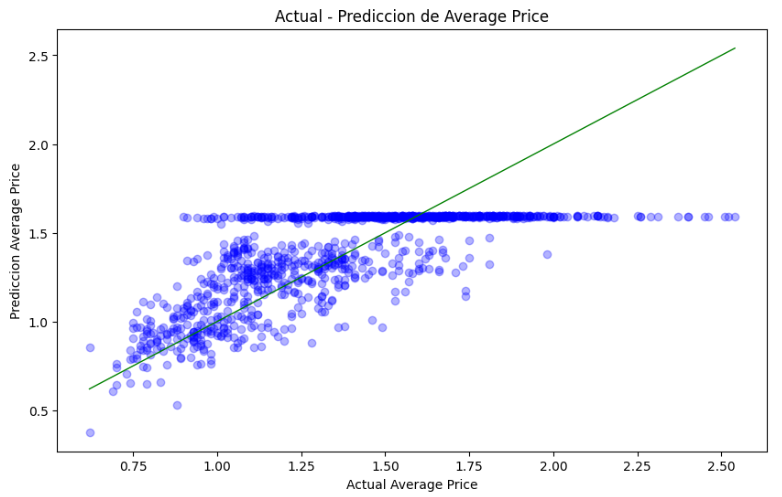 Actual - Prediccion de Average Price
Prediccion Average Price
2.5
2.0
1.5
1.0
0.5
0.75 1.00 1.25 1.50 1.75 2.00 2.25 2.50
Actual Average Price